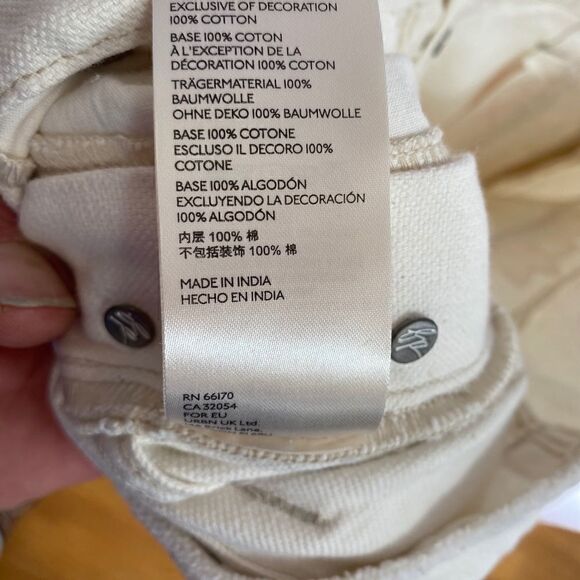 EXCLUSIVE OF DECORATION
100% COTTON
BASE 100% COTON
À L'EXCEPTION DE LA
DÉCORATION 100% COTON
TRÄGERMATERIAL 100%
BAUMWOLLE
OHNE DEKO 100% BAUMWOLLE
BASE 100% COTONE
ESCLUSO IL DECORO 100%
COTONE
BASE 100% ALGODÓN
EXCLUYENDO LA DECORACIÓN
100% ALGODÓN
内层 100% 棉
不包括装饰 100% 棉
MADE IN INDIA
HECHO EN INDIA
RN 66170
CA 32054
FOR EU
URBN UK Ltd.
Lane,